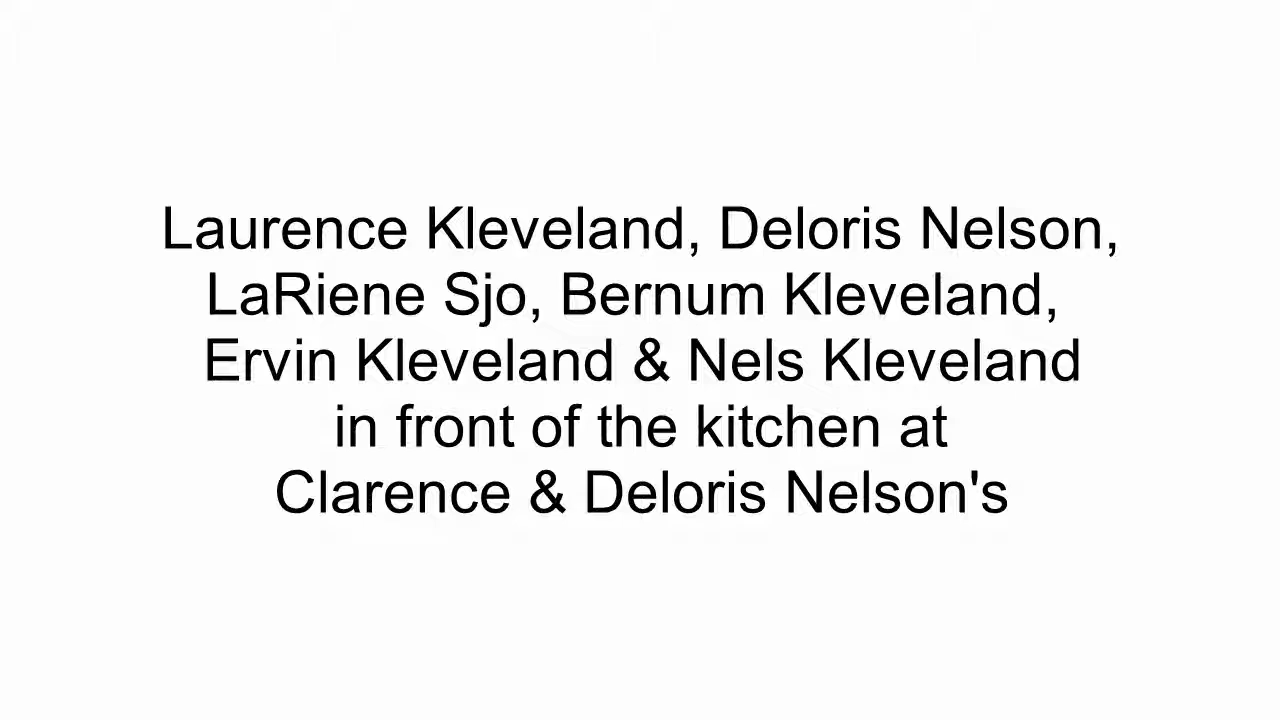 Laurence Kleveland, Deloris Nelson,
LaRiene Sjo, Bernum Kleveland,
Ervin Kleveland & Nels Kleveland
in front of the kitchen at
Clarence & Deloris Nelson's